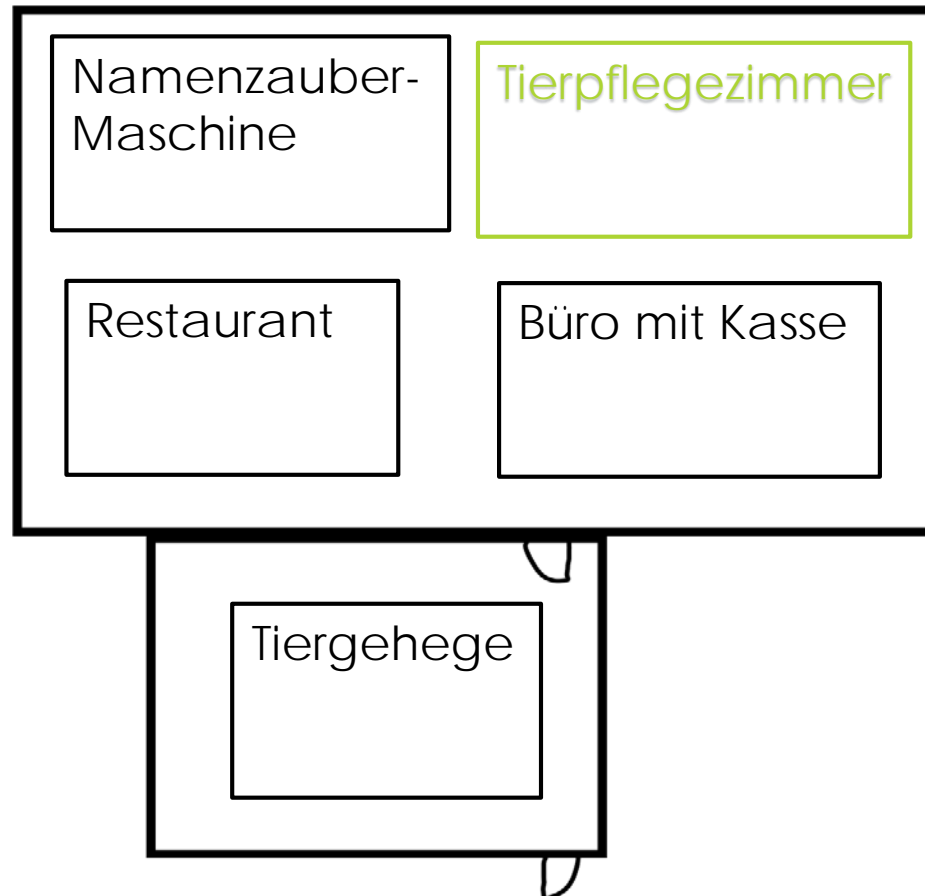 Namenzauber-
Maschine
Tierpflegezimmer
Restaurant
Büro mit Kasse
Tiergehege